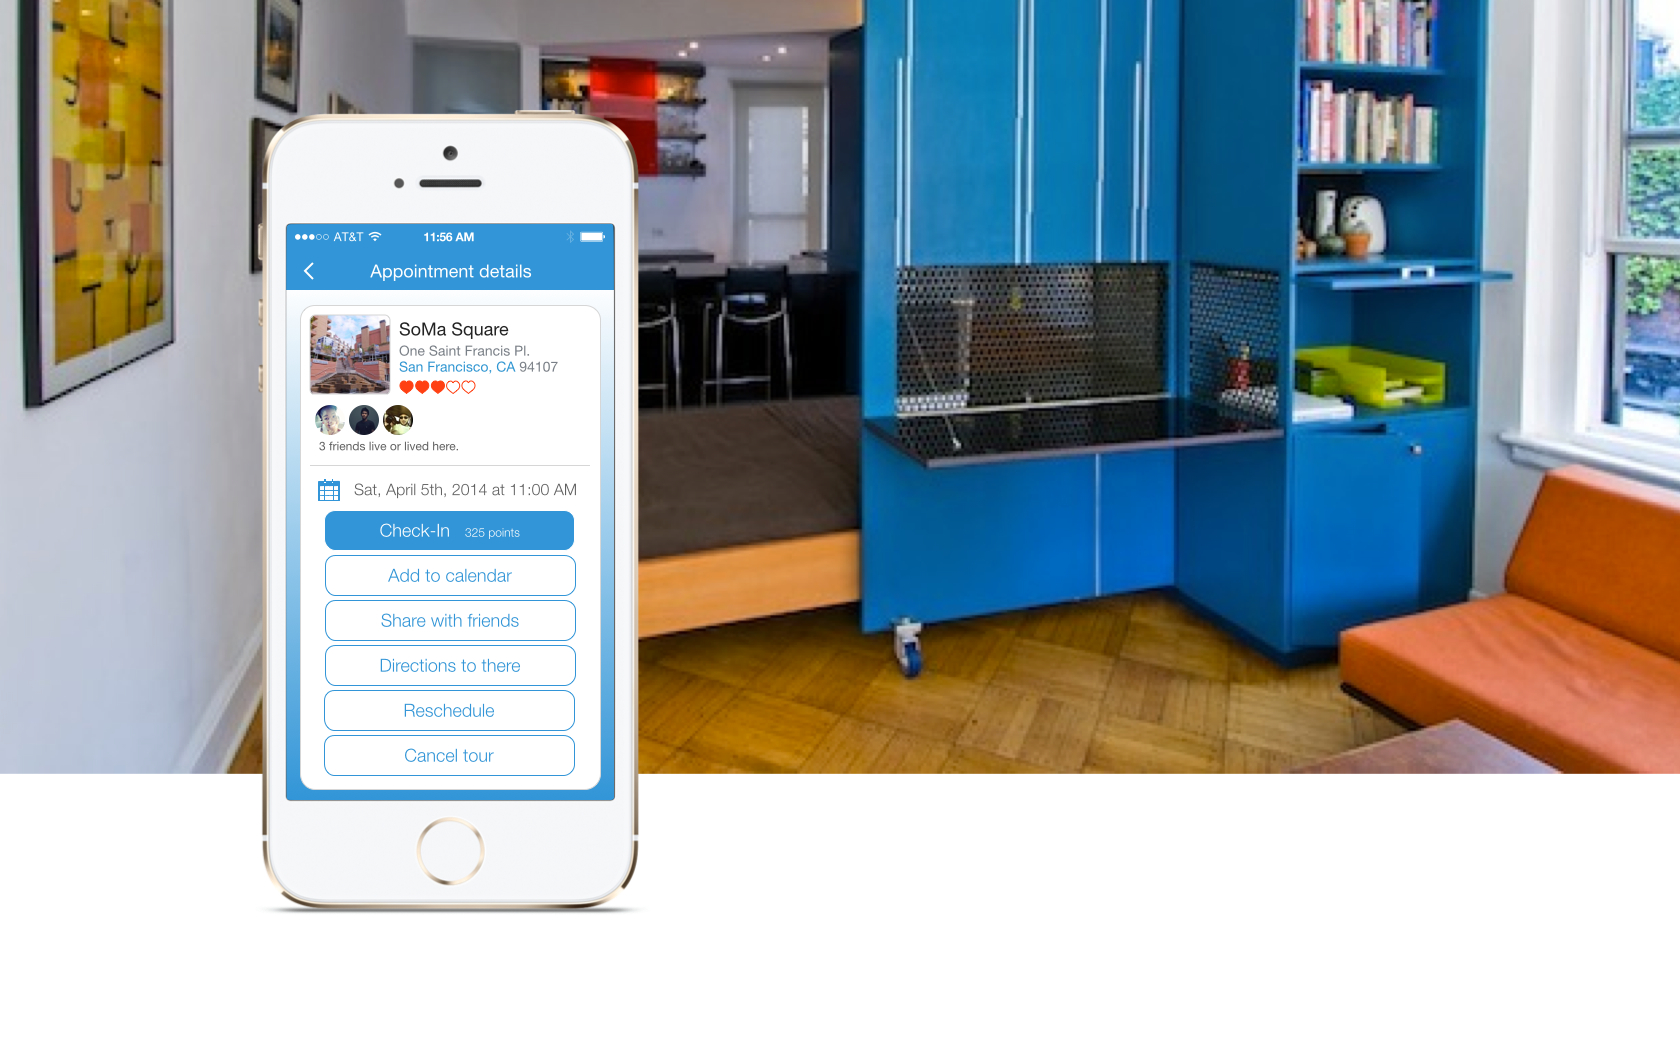 AT&T 11:56 AM
Appointment details
SoMa Square
One Saint Francis Pl.
San Francisco, CA 94107
3 friends live or lived here.
Sat, April 5th, 2014 at 11:00 AM
Check-In 325 points
Add to calendar
Share with friends
Directions to there
Reschedule
Cancel tour